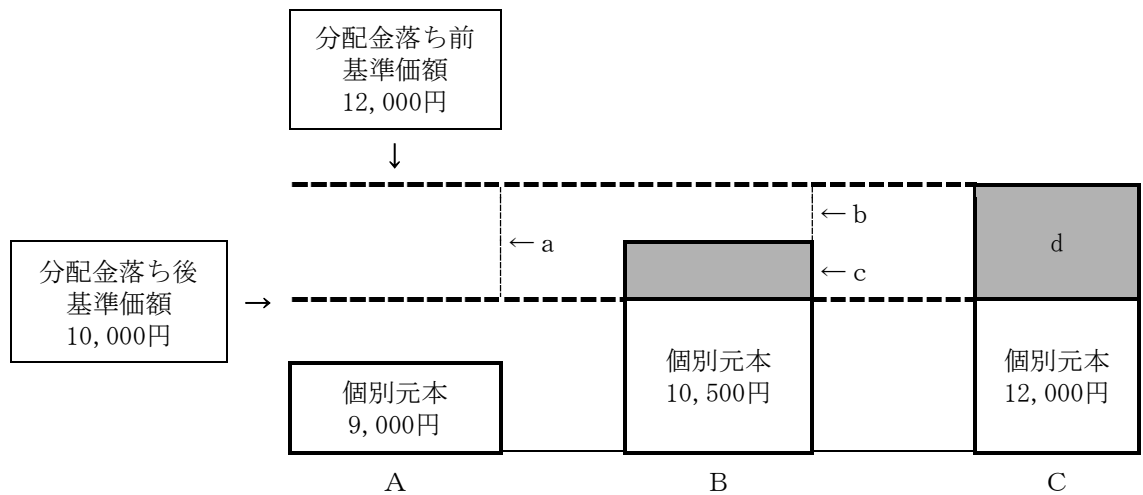 分配金落ち前
基準価額
12,000円
↓
←b
←a
d
分配金落ち後
基準価額
10,000円
→
←c
個別元本
9,000円
個別元本
10,500円
個別元本
12,000円
A
B
C